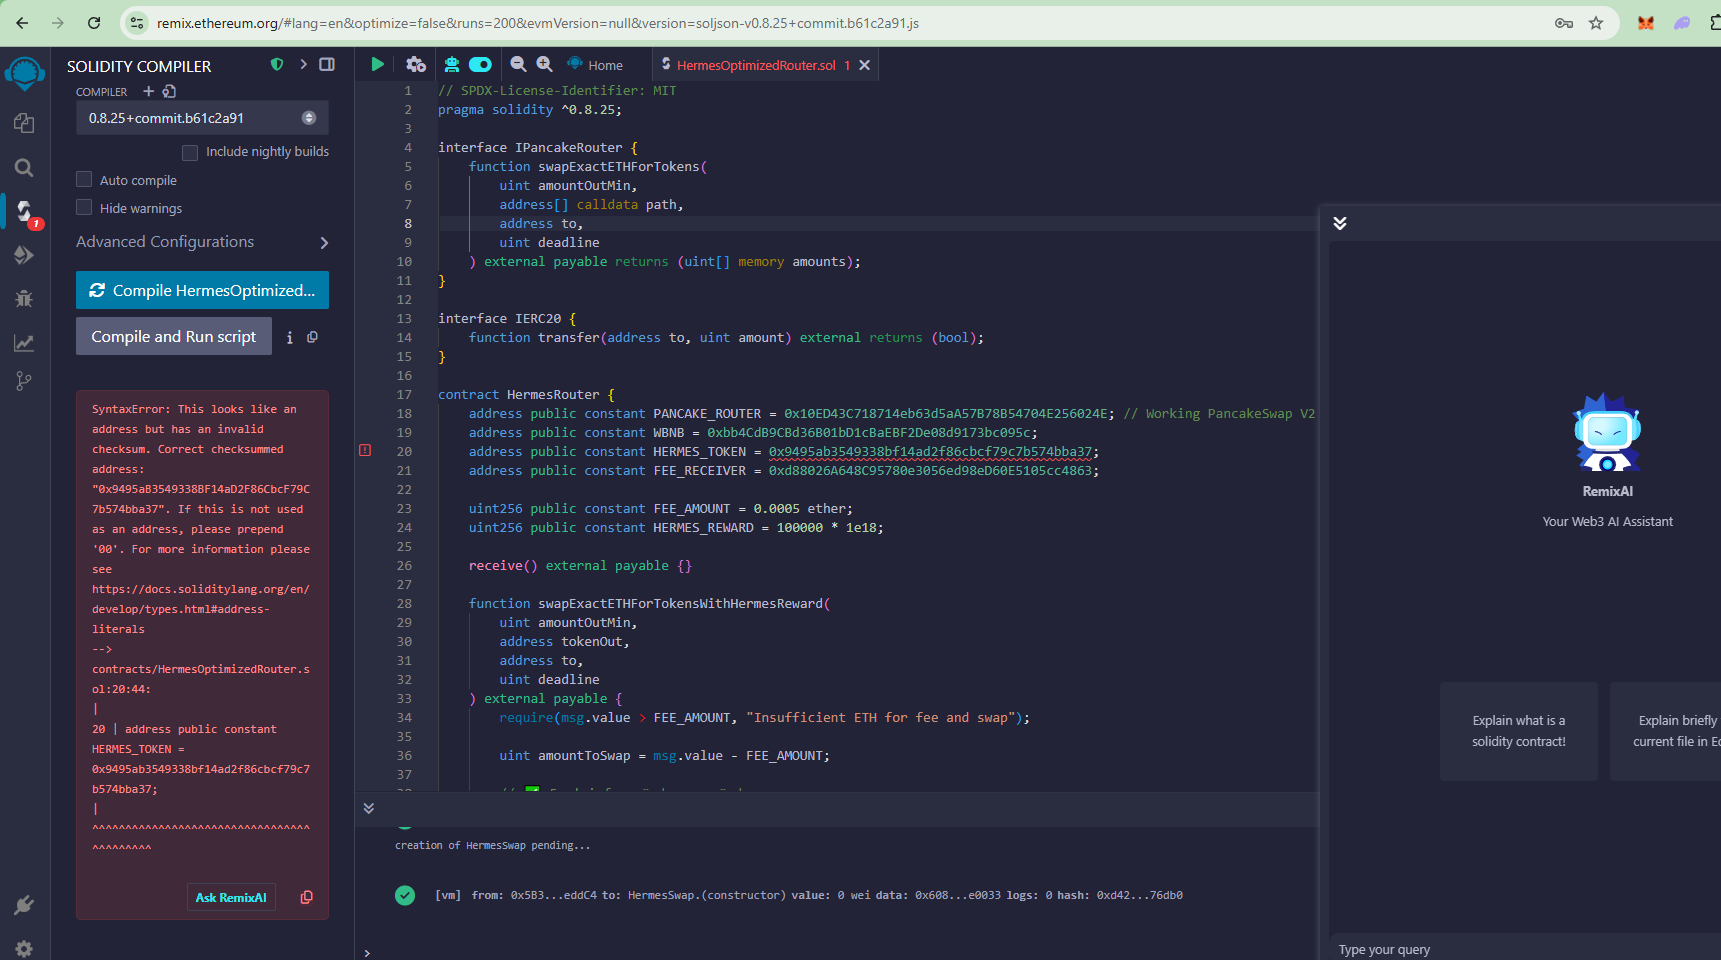 remix.ethereum.org/#lang=en&optimize=false&runs=200&evmVersion=null&version=soljson-v0.8.25+commit.b61c2a91.js
SOLIDITY COMPILER
COMPILER
0.8.25+commit.b61c2a91
Include nightly builds
Auto compile
Hide warnings
Advanced Configurations
Compile HermesOptimized...
Compile and Run script
SyntaxError: This looks like an
address but has an invalid
checksum. Correct checksummed
address:
"0x9495aB3549338BF14aD2F86CbcF79C
7b574bba37". If this is not used
as an address, please prepend
'00'. For more information please
see
https://docs.soliditylang.org/en/
develop/types.html#address-
literals
-->
contracts/HermesOptimizedRouter.s
ol:20:44:
|
20 | address public constant
HERMES_TOKEN =
0x9495ab3549338bf14ad2f86cbcf79c7
b574bba37;
|
^^^^^^^^^^^^^^^^^^^^^^^^^^^^^^^^^
^^^^^^^^^
Ask RemixAI
1
Home
HermesOptimizedRouter.sol 1
1 // SPDX-License-Identifier: MIT
2 pragma solidity ^0.8.25;
3
4 interface IPancakeRouter {
5 function swapExactETHForTokens(
6 uint amountOutMin,
7 address[] calldata path,
8 address to,
9 uint deadline
10 ) external payable returns (uint[] memory amounts);
11 }
12
13 interface IERC20 {
14 function transfer(address to, uint amount) external returns (bool);
15 }
16
17 contract HermesRouter {
18 address public constant PANCAKE_ROUTER = 0x10ED43C718714eb63d5aA57B78B54704E256024E; // Working PancakeSwap V2
19 address public constant WBNB = 0xbb4CdB9CBd36B01bD1cBaEBF2De08d9173bc095c;
20 address public constant HERMES_TOKEN = 0x9495ab3549338bf14ad2f86cbcf79c7b574bba37;
21 address public constant FEE_RECEIVER = 0xd88026A648C95780e3056ed98eD60E5105cc4863;
22
23 uint256 public constant FEE_AMOUNT = 0.0005 ether;
24 uint256 public constant HERMES_REWARD = 100000 * 1e18;
25
26 receive() external payable {}
27
28 function swapExactETHForTokensWithHermesReward(
29 uint amountOutMin,
30 address tokenOut,
31 address to,
32 uint deadline
33 ) external payable {
34 require(msg.value > FEE_AMOUNT, "Insufficient ETH for fee and swap");
35
36 uint amountToSwap = msg.value - FEE_AMOUNT;
37
creation of HermesSwap pending...
[vm] from: 0x5B3...eddC4 to: HermesSwap.(constructor) value: 0 wei data: 0x608...e0033 logs: 0 hash: 0xd42...76db0
>
RemixAI
Your Web3 AI Assistant
Explain what is a
solidity contract!
Explain briefly
current file in Ed
Type your query